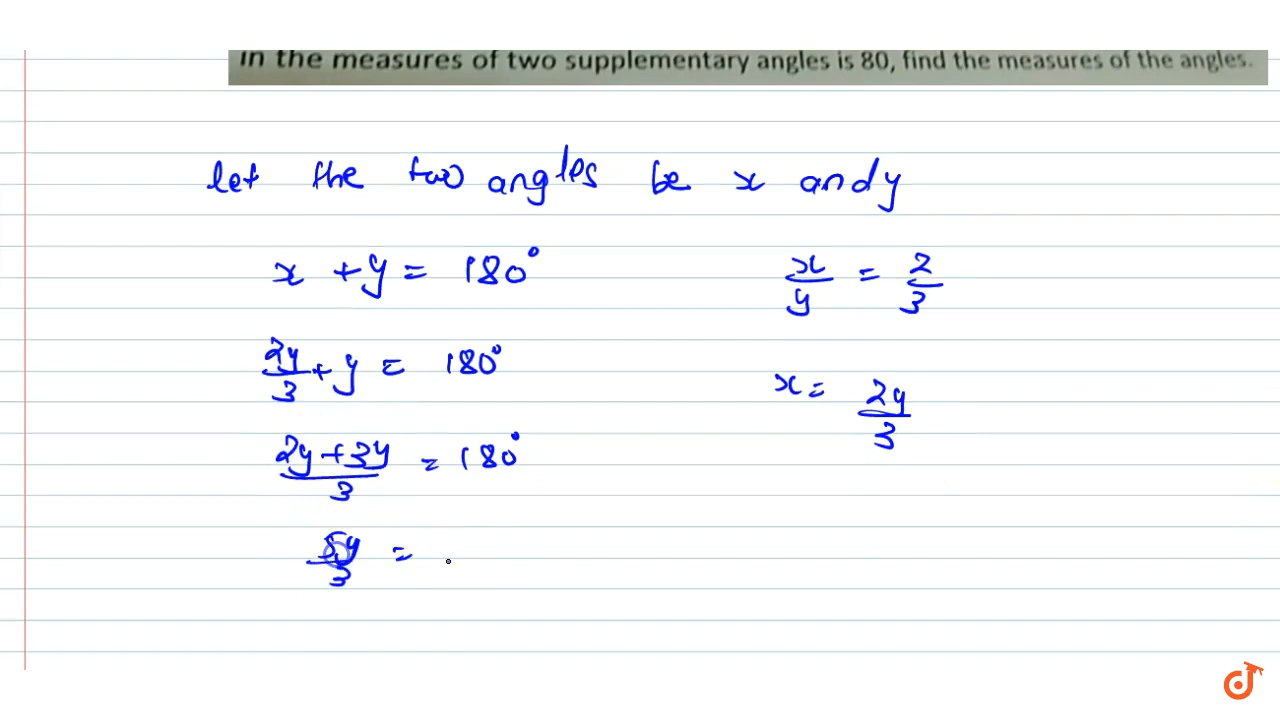 in the measures of two supplementary angles is 80, find the measures of the angles.
let the two angles be x and y
x + y = 180°
x/y = 2/3
2y/3 + y = 180°
x = 2y/3
(2y + 3y)/3 = 180°
5y/3 =